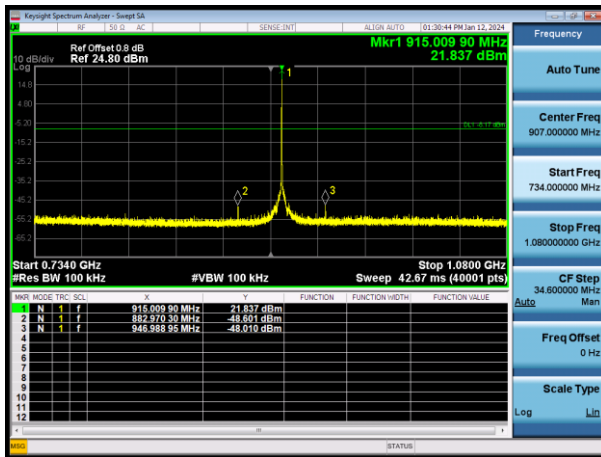 Keysight Spectrum Analyzer - Swept SA
RF 50 Ω AC SENSE:INT ALIGN AUTO 01:30:44 PM Jan 12, 2024
Mkr1 915.009 90 MHz
21.837 dBm
Ref Offset 0.8 dB
Ref 24.80 dBm
10 dB/div
Log
14.8
4.80
-5.20
-15.2
-25.2
-35.2
-45.2
-55.2
-65.2
1
DL1 -8.17 dBm
2
3
Start 0.7340 GHz Stop 1.0800 GHz
#Res BW 100 kHz #VBW 100 kHz Sweep 42.67 ms (40001 pts)
MKR MODE TRC SCL X Y FUNCTION FUNCTION WIDTH FUNCTION VALUE
1 N 1 f 915.009 90 MHz 21.837 dBm
2 N 1 f 882.970 30 MHz -48.601 dBm
3 N 1 f 946.988 95 MHz -48.010 dBm
4
5
6
7
8
9
10
11
12
MSG STATUS
Frequency
Auto Tune
Center Freq
907.000000 MHz
Start Freq
734.000000 MHz
Stop Freq
1.080000000 GHz
CF Step
34.600000 MHz
Auto Man
Freq Offset
0 Hz
Scale Type
Log Lin